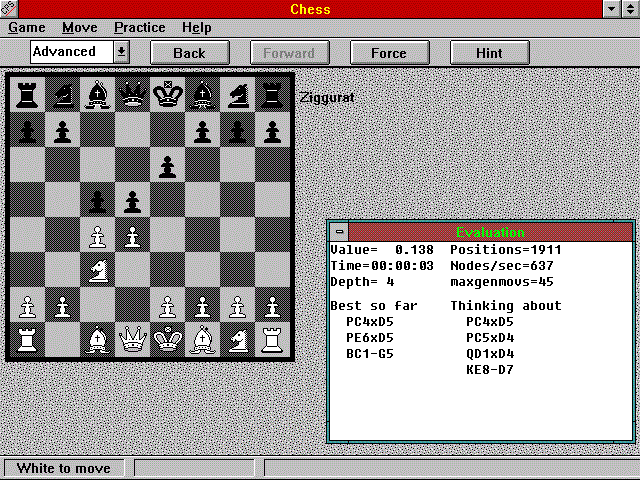 Chess
Game Move Practice Help
Advanced Back Forward Force Hint
Ziggurat
Evaluation
Value= 0.138 Positions=1911
Time=00:00:03 Nodes/sec=637
Depth= 4 maxgenmovs=45
Best so far Thinking about
PC4xD5 PC4xD5
PE6xD5 PC5xD4
BC1-G5 QD1xD4
KE8-D7
White to move